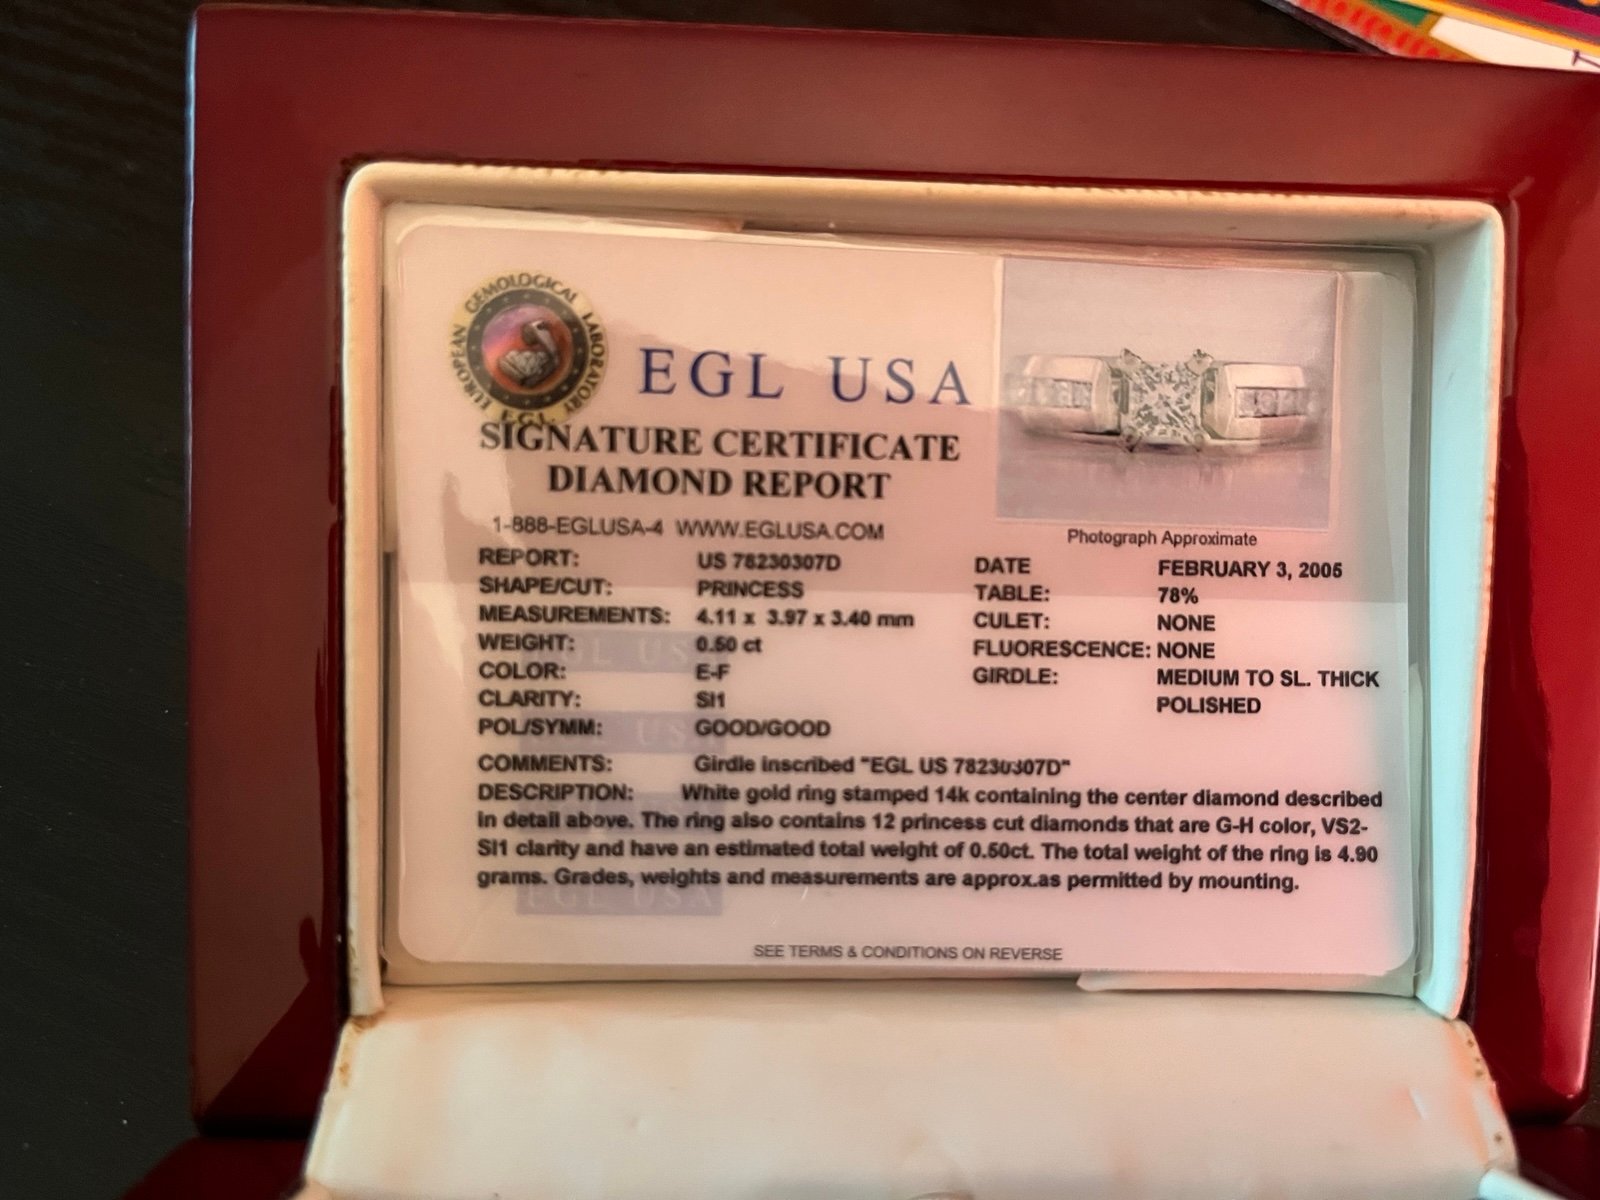 EUROPEAN GEMOLOGICAL LABORATORY
EGL
EGL USA
SIGNATURE CERTIFICATE
DIAMOND REPORT
1-888-EGLUSA-4 WWW.EGLUSA.COM
Photograph Approximate
REPORT: US 78230307D
SHAPE/CUT: PRINCESS
MEASUREMENTS: 4.11 x 3.97 x 3.40 mm
WEIGHT: 0.50 ct
COLOR: E-F
CLARITY: SI1
POL/SYMM: GOOD/GOOD
DATE FEBRUARY 3, 2005
TABLE: 78%
CULET: NONE
FLUORESCENCE: NONE
GIRDLE: MEDIUM TO SL. THICK
POLISHED
COMMENTS: Girdle inscribed "EGL US 78230307D"
DESCRIPTION: White gold ring stamped 14k containing the center diamond described
in detail above. The ring also contains 12 princess cut diamonds that are G-H color, VS2-
SI1 clarity and have an estimated total weight of 0.50ct. The total weight of the ring is 4.90
grams. Grades, weights and measurements are approx.as permitted by mounting.
EGL USA
SEE TERMS & CONDITIONS ON REVERSE